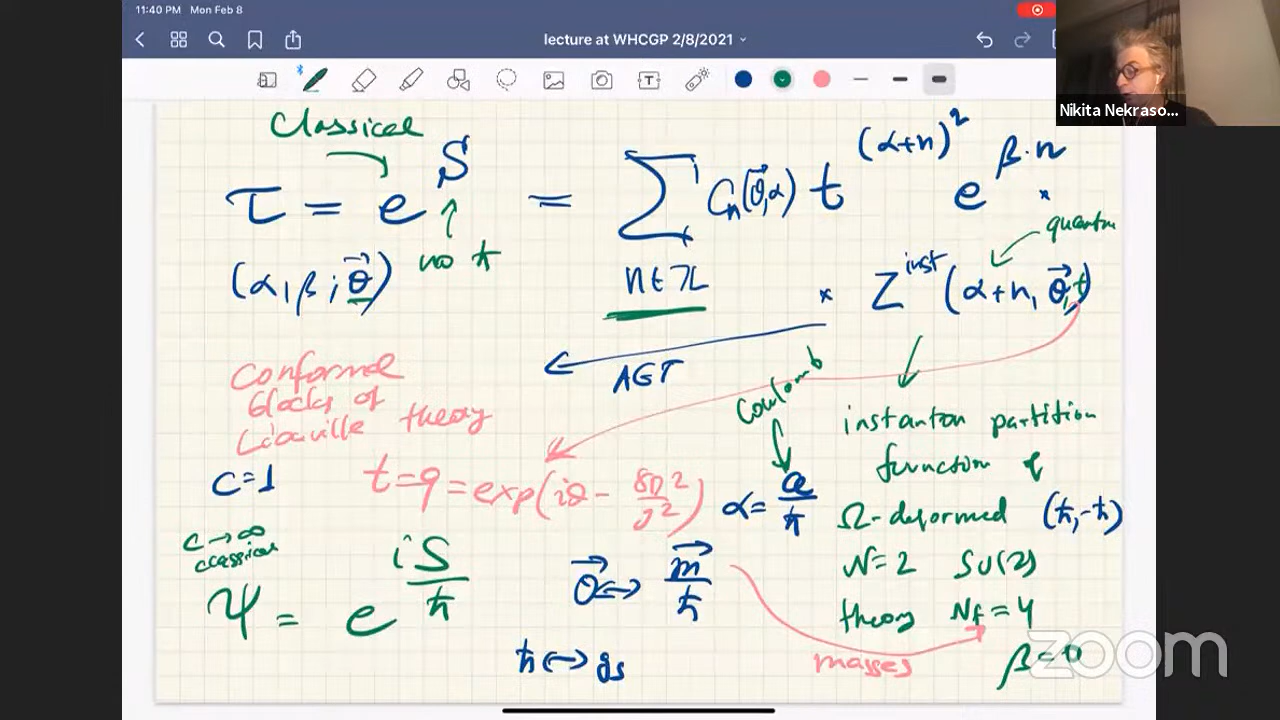 11:40 PM Mon Feb 8
lecture at WHCGP 2/8/2021
Nikita Nekraso...
Classical
τ = e^S = Σ_{n∈ℤ} C_n(θ⃗,α) t^{(α+n)²} e^{β·n} ×
(α,β; θ⃗)
no ħ
quantum
× Z^{inst}(α+n, θ⃗, t)
AGT
Conformal
blocks of
Liouville theory
c=1
t = q = exp(iϑ − 8π²/g²)
Coulomb
α = a/ħ
instanton partition
function of
Ω-deformed (ħ,-ħ)
N=2 SU(2)
theory Nf = 4
c→∞
classical
Ψ = e^{iS/ħ}
θ⃗ ↔ m⃗/ħ
masses
ħ ↔ gs
β=0
zoom